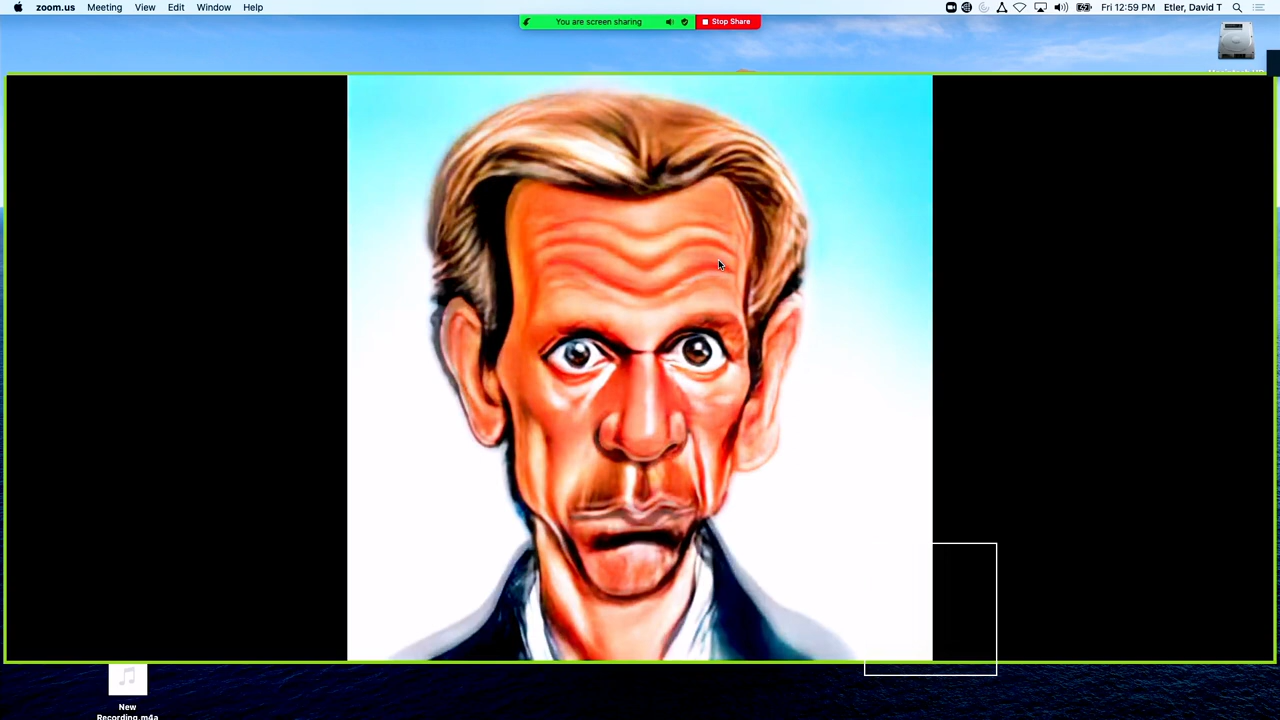 zoom.us Meeting View Edit Window Help Fri 12:59 PM Etler, David T
You are screen sharing Stop Share
New
Recording.m4a